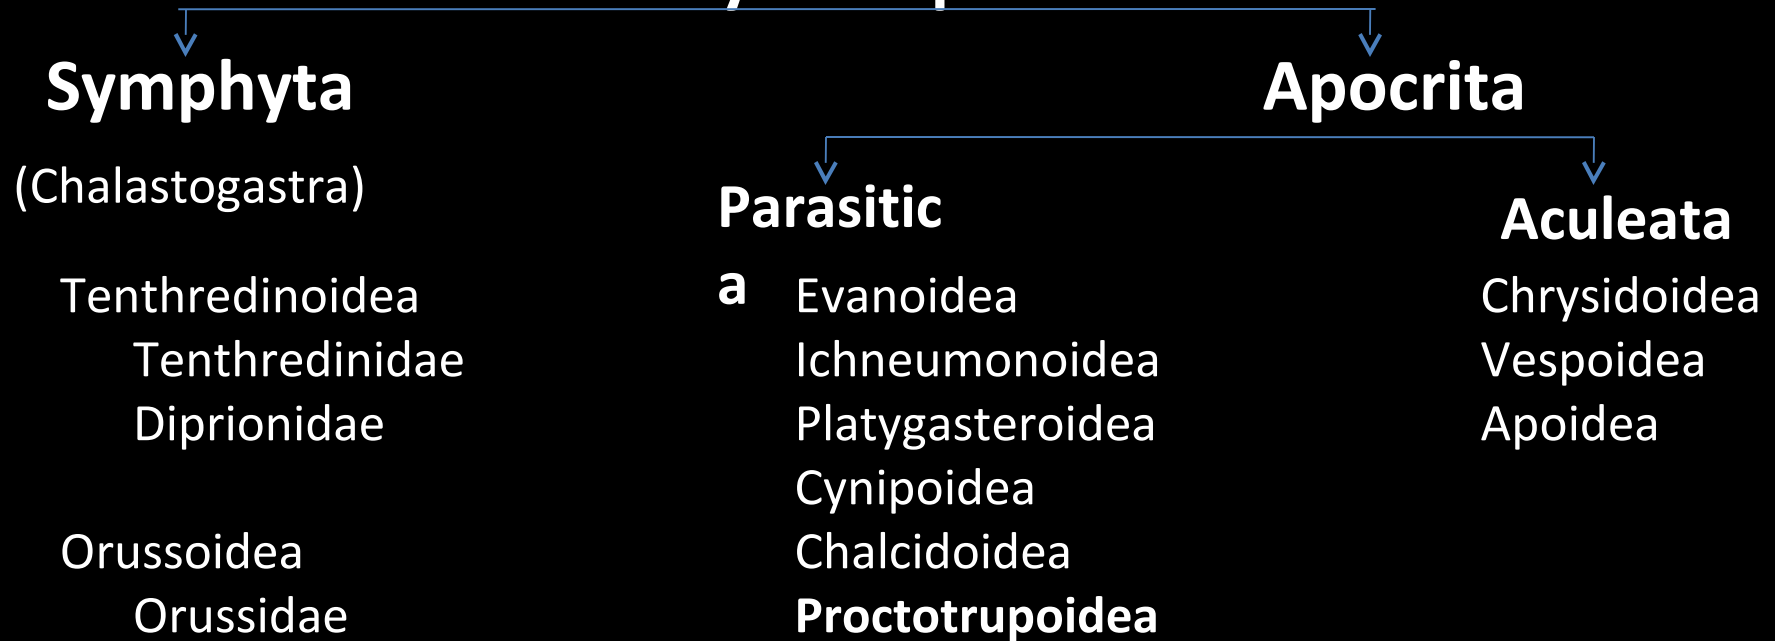 Symphyta
Apocrita
(Chalastogastra)
Parasitic
a
Aculeata
Tenthredinoidea
Tenthredinidae
Diprionidae
Orussoidea
Orussidae
Evanoidea
Ichneumonoidea
Platygasteroidea
Cynipoidea
Chalcidoidea
Proctotrupoidea
Chrysidoidea
Vespoidea
Apoidea